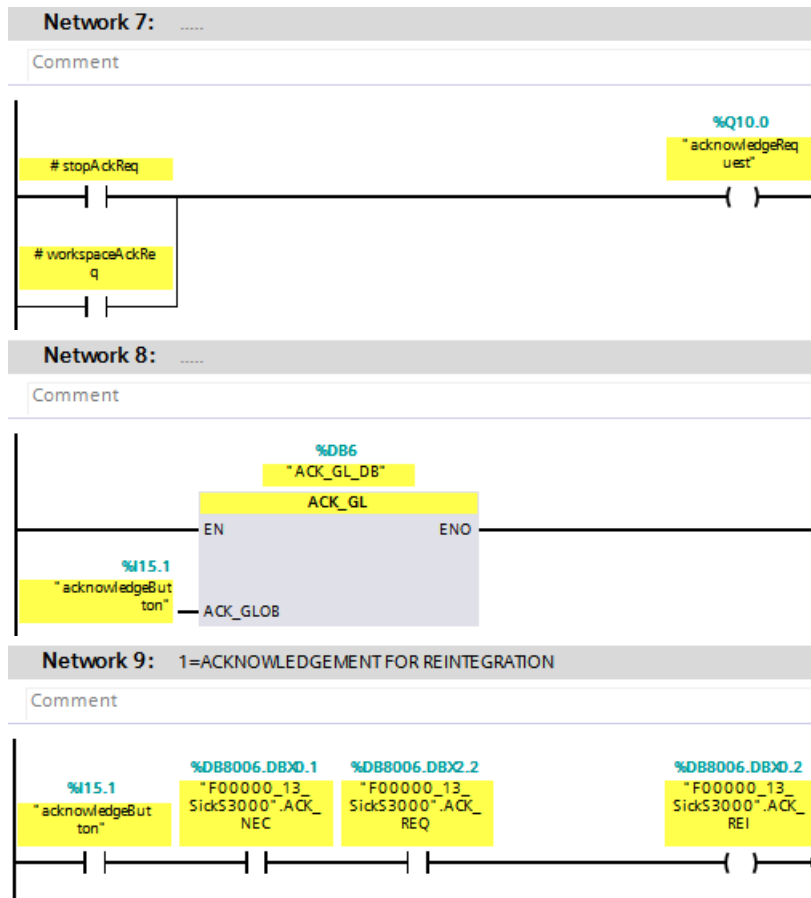 Network 7: .....
Comment
%Q10.0
"acknowledgeReq
uest"
# stopAckReq
# workspaceAckRe
q
Network 8: .....
Comment
%DB6
"ACK_GL_DB"
ACK_GL
EN ENO
%I15.1
"acknowledgeBut
ton"
ACK_GLOB
Network 9: 1=ACKNOWLEDGEMENT FOR REINTEGRATION
Comment
%I15.1
"acknowledgeBut
ton"
%DB8006.DBX0.1
"F00000_13_
SickS3000".ACK_
NEC
%DB8006.DBX2.2
"F00000_13_
SickS3000".ACK_
REQ
%DB8006.DBX0.2
"F00000_13_
SickS3000".ACK_
REI